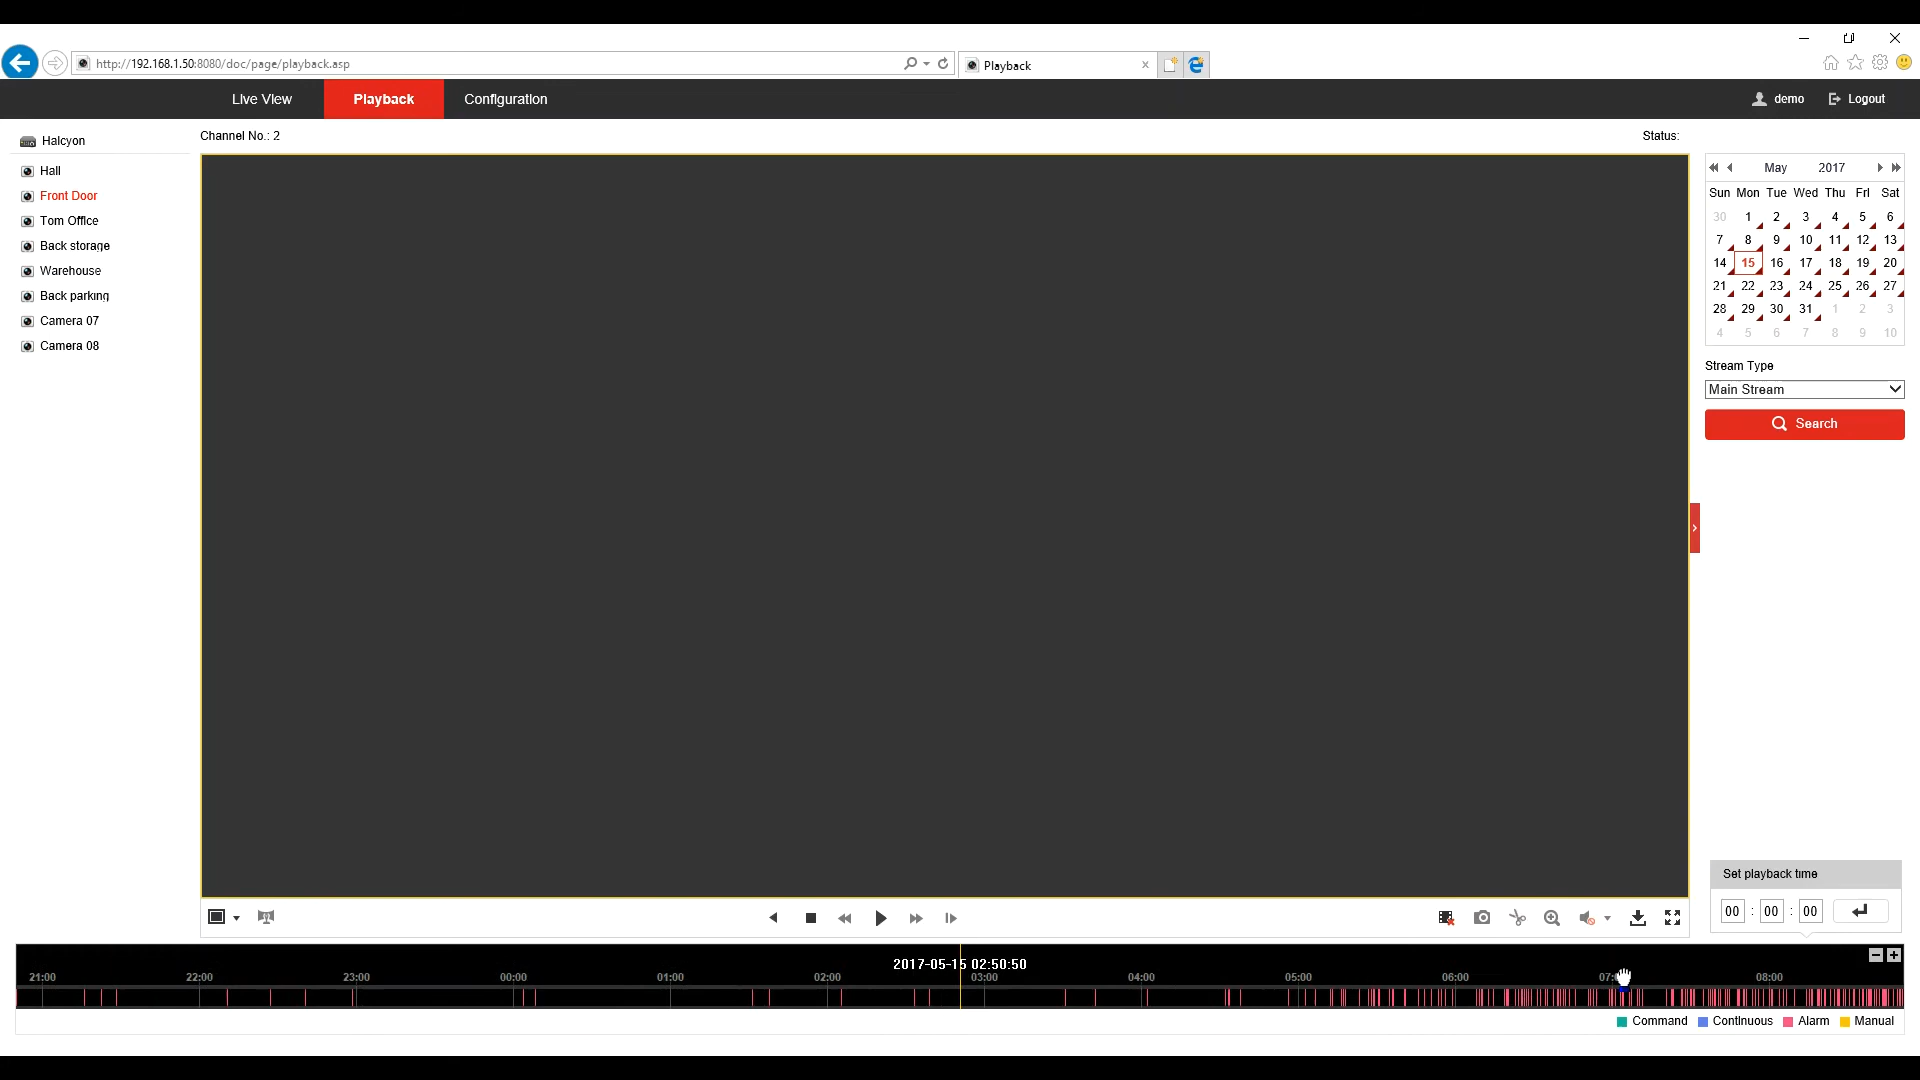 http://192.168.1.50:8080/doc/page/playback.asp
Playback
Live View
Playback
Configuration
demo
Logout
Halcyon
Hall
Front Door
Tom Office
Back storage
Warehouse
Back parking
Camera 07
Camera 08
Channel No.: 2
Status:
May 2017
Sun Mon Tue Wed Thu Fri Sat
30 1 2 3 4 5 6
7 8 9 10 11 12 13
14 15 16 17 18 19 20
21 22 23 24 25 26 27
28 29 30 31 1 2 3
4 5 6 7 8 9 10
Stream Type
Main Stream
Search
Set playback time
00 : 00 : 00
2017-05-15 02:50:50
21:00 22:00 23:00 00:00 01:00 02:00 03:00 04:00 05:00 06:00 08:00
Command Continuous Alarm Manual